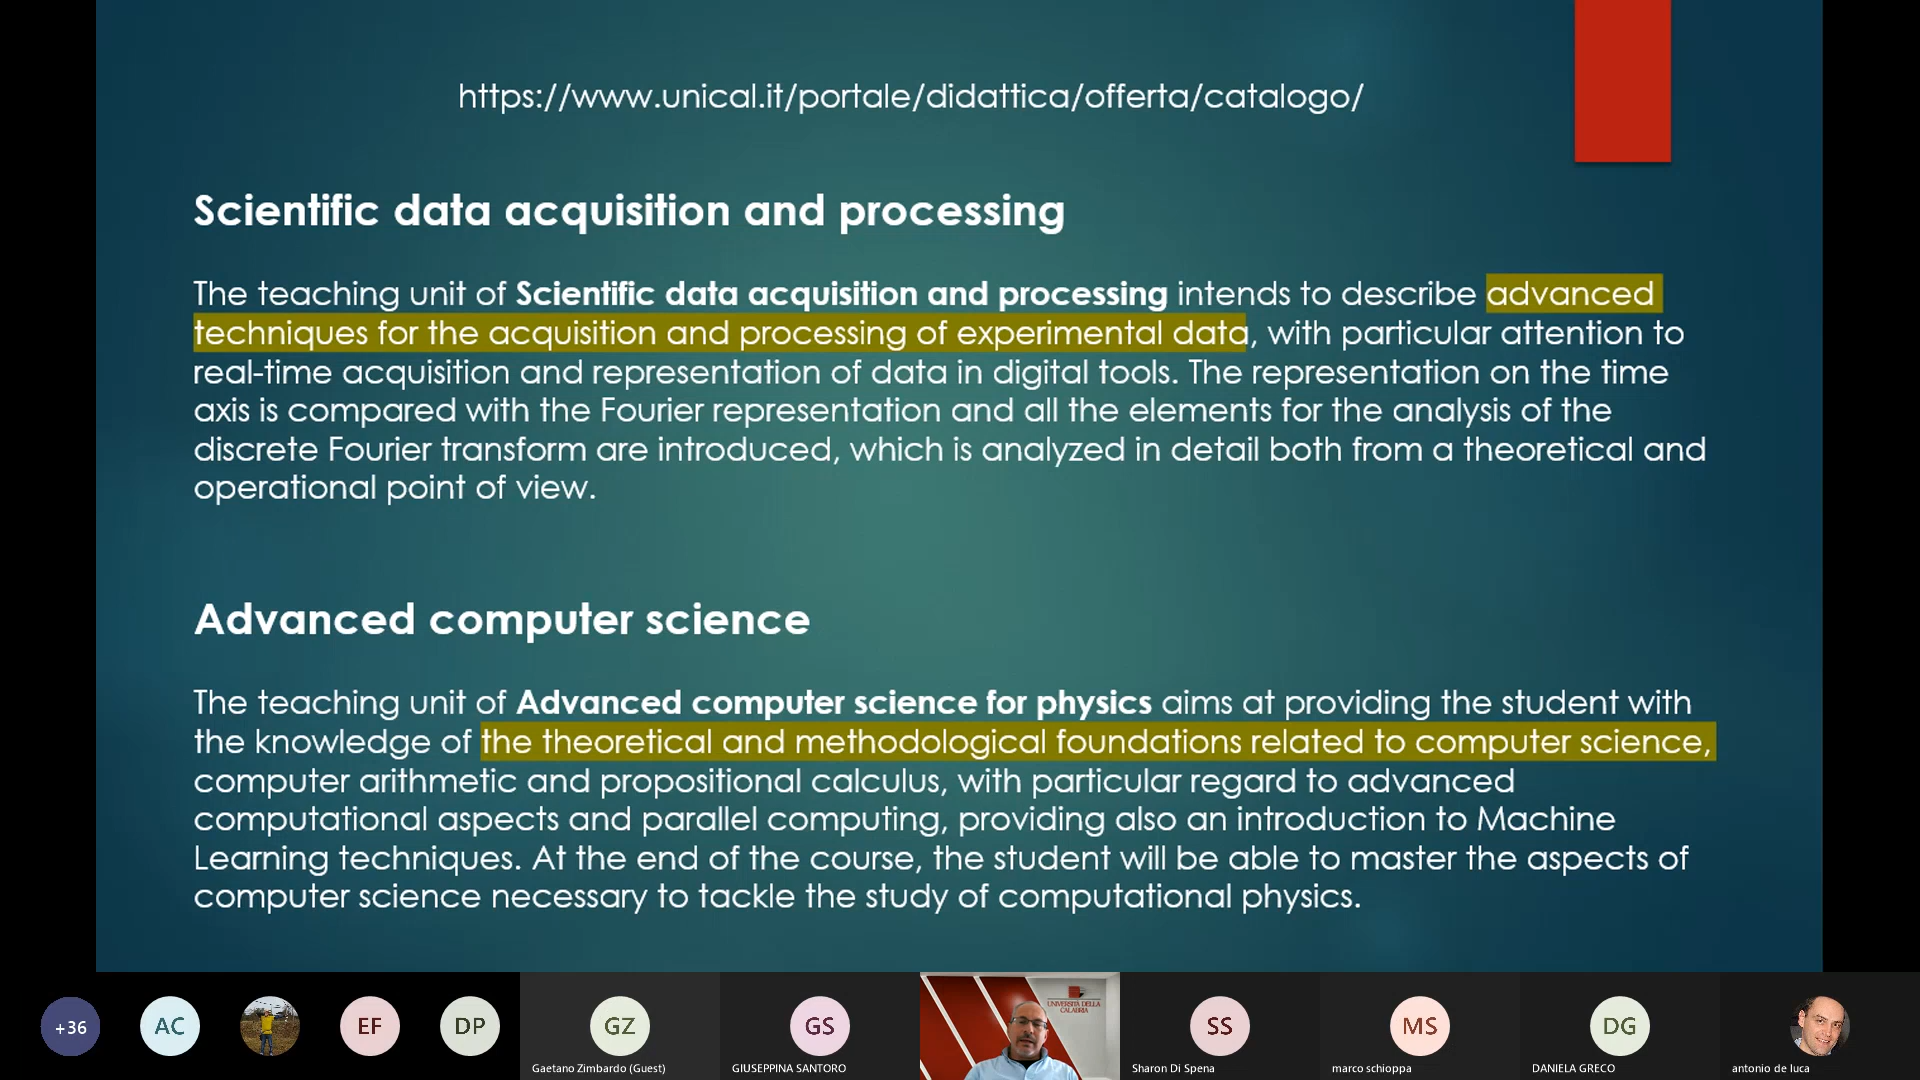 https://www.unical.it/portale/didattica/offerta/catalogo/
Scientific data acquisition and processing
The teaching unit of Scientific data acquisition and processing intends to describe advanced
techniques for the acquisition and processing of experimental data, with particular attention to
real-time acquisition and representation of data in digital tools. The representation on the time
axis is compared with the Fourier representation and all the elements for the analysis of the
discrete Fourier transform are introduced, which is analyzed in detail both from a theoretical and
operational point of view.
Advanced computer science
The teaching unit of Advanced computer science for physics aims at providing the student with
the knowledge of the theoretical and methodological foundations related to computer science,
computer arithmetic and propositional calculus, with particular regard to advanced
computational aspects and parallel computing, providing also an introduction to Machine
Learning techniques. At the end of the course, the student will be able to master the aspects of
computer science necessary to tackle the study of computational physics.
UNIVERSITÀ DELLA
CALABRIA
+36
AC
EF
DP
GZ
GS
SS
MS
DG
Gaetano Zimbardo (Guest)
GIUSEPPINA SANTORO
Sharon Di Spena
marco schioppa
DANIELA GRECO
antonio de luca